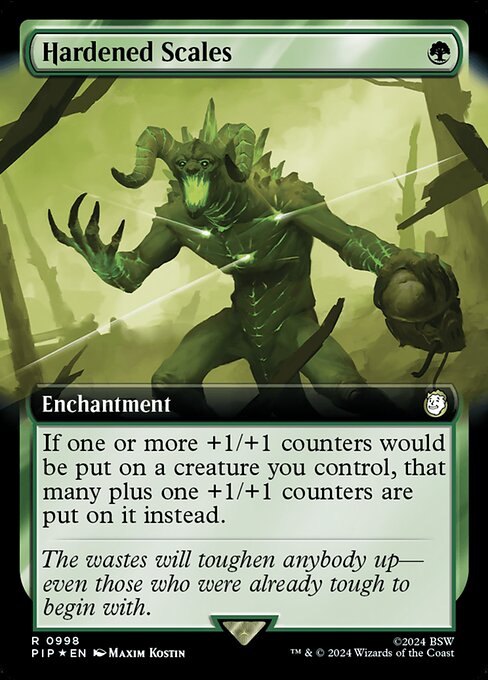 Hardened Scales
Enchantment
If one or more +1/+1 counters would
be put on a creature you control, that
many plus one +1/+1 counters are
put on it instead.
The wastes will toughen anybody up—
even those who were already tough to
begin with.
R 0998
©2024 BSW
PIP★EN Maxim Kostin
™ & © 2024 Wizards of the Coast